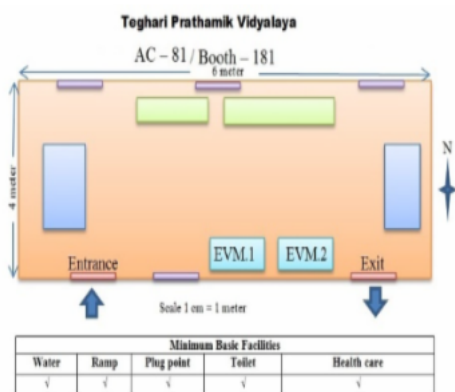 Teghari Prathamik Vidyalaya
AC – 81 / Booth – 181
6 meter
4 meter
N
EVM.1 EVM.2
Entrance Exit
Scale 1 cm = 1 meter
Minimum Basic Facilities
Water Ramp Plug point Toilet Health care
√ √ √ √ √